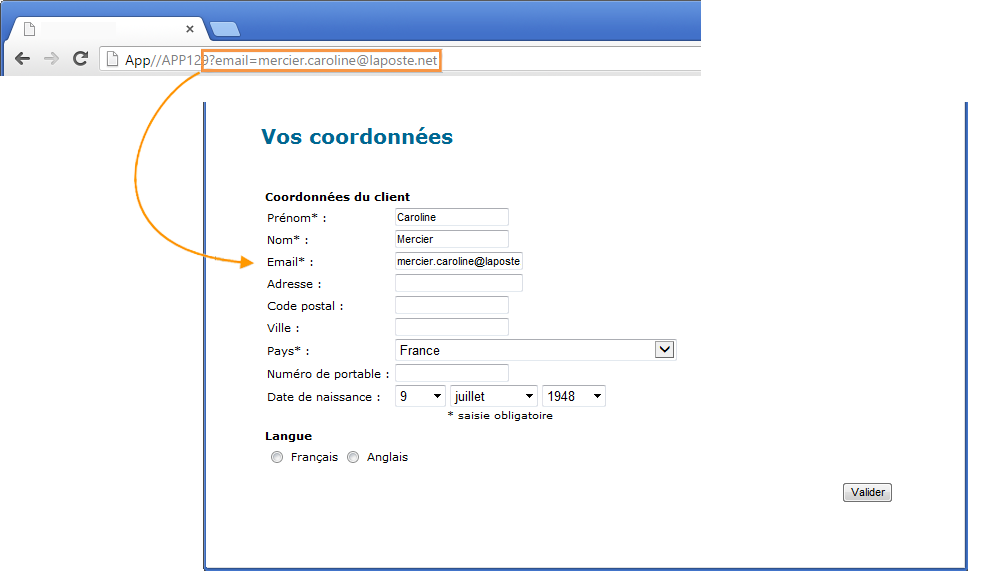 App//APP129?email=mercier.caroline@laposte.net
Vos coordonnées
Coordonnées du client
Prénom* : Caroline
Nom* : Mercier
Email* : mercier.caroline@laposte
Adresse :
Code postal :
Ville :
Pays* : France
Numéro de portable :
Date de naissance : 9 juillet 1948
* saisie obligatoire
Langue
Français Anglais
Valider